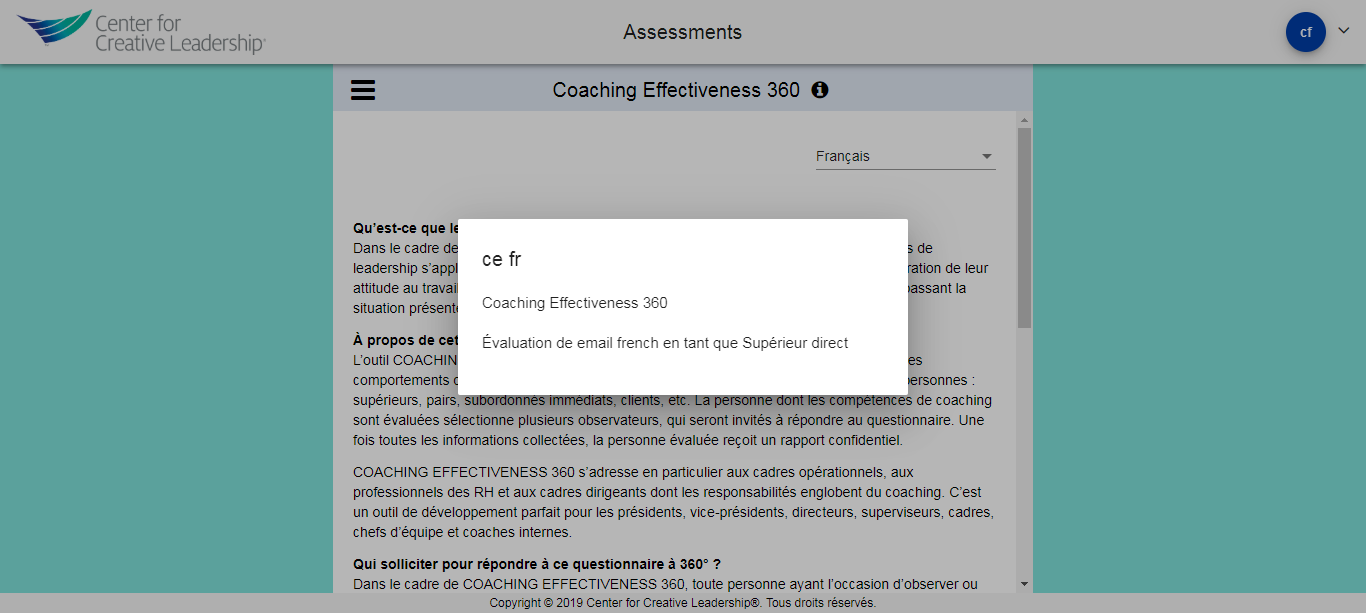 Center for
Creative Leadership®
Assessments
cf
Coaching Effectiveness 360
Français
Qu’est-ce que le
Dans le cadre de s de
leadership s’appl ration de leur
attitude au travai passant la
situation présente
ce fr
Coaching Effectiveness 360
Évaluation de email french en tant que Supérieur direct
À propos de cet
L’outil COACHIN es
comportements personnes :
supérieurs, pairs, subordonnés immédiats, clients, etc. La personne dont les compétences de coaching
sont évaluées sélectionne plusieurs observateurs, qui seront invités à répondre au questionnaire. Une
fois toutes les informations collectées, la personne évaluée reçoit un rapport confidentiel.
COACHING EFFECTIVENESS 360 s’adresse en particulier aux cadres opérationnels, aux
professionnels des RH et aux cadres dirigeants dont les responsabilités englobent du coaching. C’est
un outil de développement parfait pour les présidents, vice-présidents, directeurs, superviseurs, cadres,
chefs d’équipe et coaches internes.
Qui solliciter pour répondre à ce questionnaire à 360° ?
Dans le cadre de COACHING EFFECTIVENESS 360, toute personne ayant l’occasion d’observer ou
Copyright © 2019 Center for Creative Leadership®. Tous droits réservés.